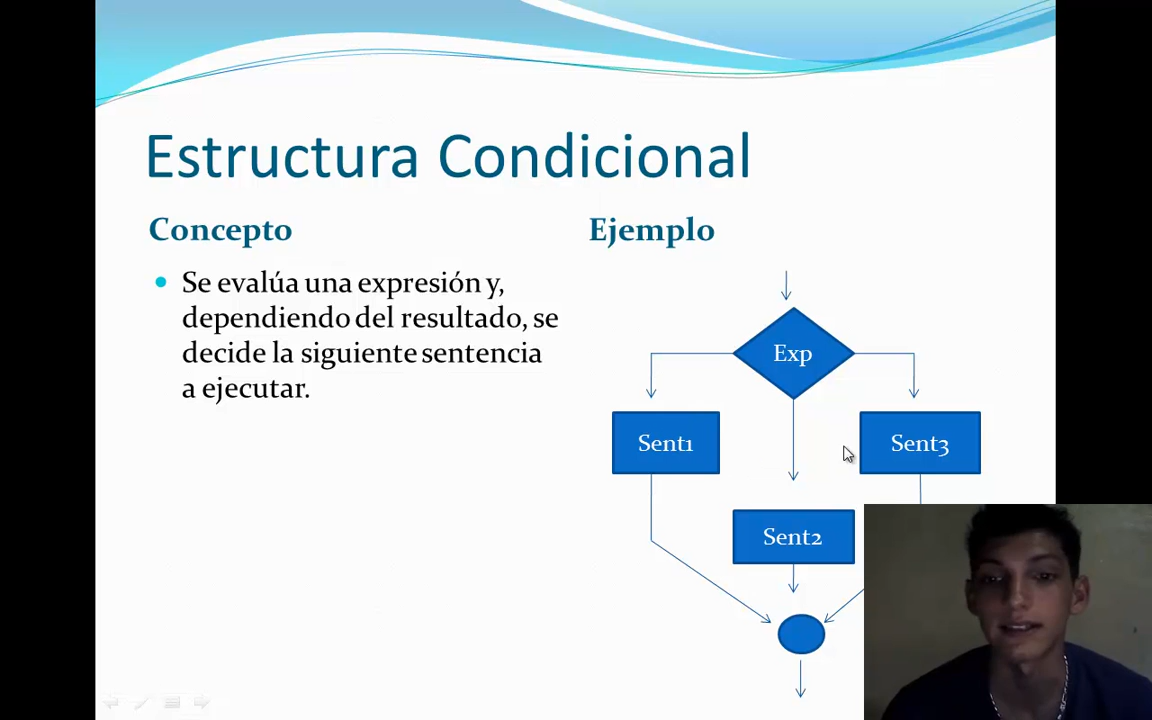 Estructura Condicional
Concepto
Se evalúa una expresión y,
dependiendo del resultado, se
decide la siguiente sentencia
a ejecutar.
Ejemplo
Exp
Sent1
Sent3
Sent2